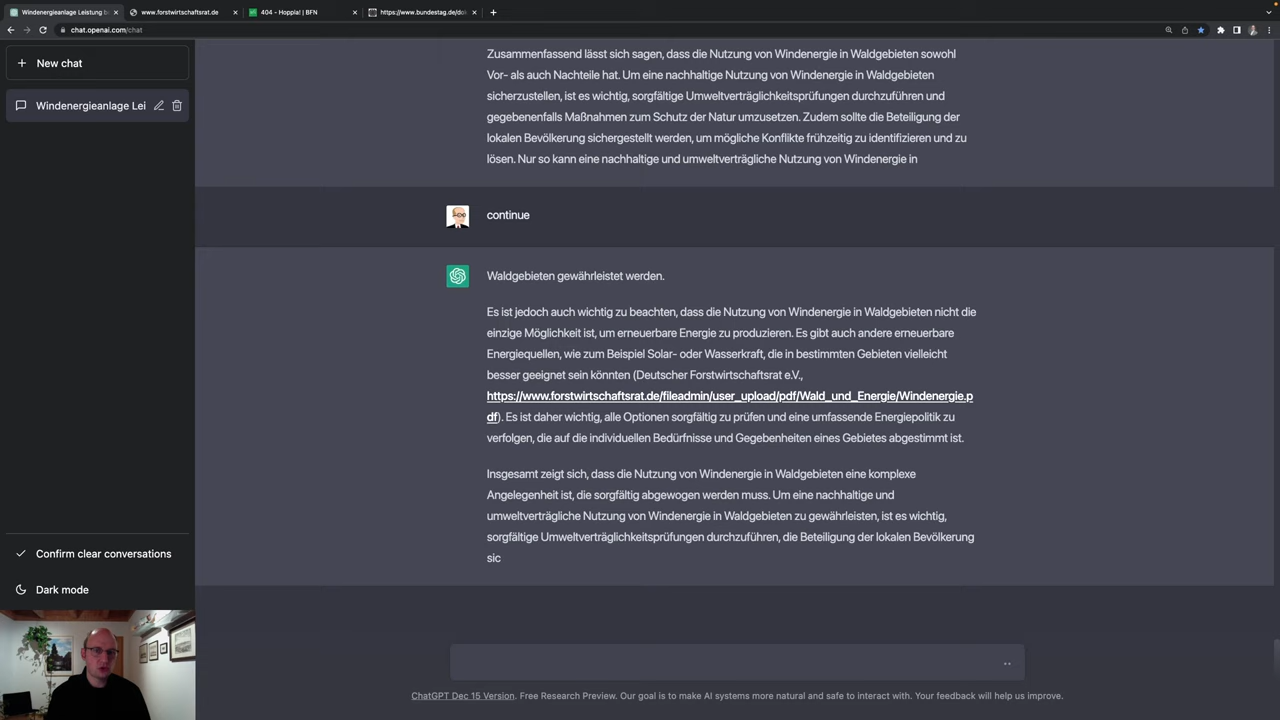 Windenergieanlage Leistung b
www.forstwirtschaftsrat.de
404 - Hoppla! | BFN
https://www.bundestag.de/do
chat.openai.com/chat
New chat
Windenergieanlage Lei
Zusammenfassend lässt sich sagen, dass die Nutzung von Windenergie in Waldgebieten sowohl
Vor- als auch Nachteile hat. Um eine nachhaltige Nutzung von Windenergie in Waldgebieten
sicherzustellen, ist es wichtig, sorgfältige Umweltverträglichkeitsprüfungen durchzuführen und
gegebenenfalls Maßnahmen zum Schutz der Natur umzusetzen. Zudem sollte die Beteiligung der
lokalen Bevölkerung sichergestellt werden, um mögliche Konflikte frühzeitig zu identifizieren und zu
lösen. Nur so kann eine nachhaltige und umweltverträgliche Nutzung von Windenergie in
continue
Waldgebieten gewährleistet werden.
Es ist jedoch auch wichtig zu beachten, dass die Nutzung von Windenergie in Waldgebieten nicht die
einzige Möglichkeit ist, um erneuerbare Energie zu produzieren. Es gibt auch andere erneuerbare
Energiequellen, wie zum Beispiel Solar- oder Wasserkraft, die in bestimmten Gebieten vielleicht
besser geeignet sein könnten (Deutscher Forstwirtschaftsrat e.V.,
https://www.forstwirtschaftsrat.de/fileadmin/user_upload/pdf/Wald_und_Energie/Windenergie.p
df). Es ist daher wichtig, alle Optionen sorgfältig zu prüfen und eine umfassende Energiepolitik zu
verfolgen, die auf die individuellen Bedürfnisse und Gegebenheiten eines Gebietes abgestimmt ist.
Insgesamt zeigt sich, dass die Nutzung von Windenergie in Waldgebieten eine komplexe
Angelegenheit ist, die sorgfältig abgewogen werden muss. Um eine nachhaltige und
umweltverträgliche Nutzung von Windenergie in Waldgebieten zu gewährleisten, ist es wichtig,
sorgfältige Umweltverträglichkeitsprüfungen durchzuführen, die Beteiligung der lokalen Bevölkerung
sic
Confirm clear conversations
Dark mode
ChatGPT Dec 15 Version. Free Research Preview. Our goal is to make AI systems more natural and safe to interact with. Your feedback will help us improve.